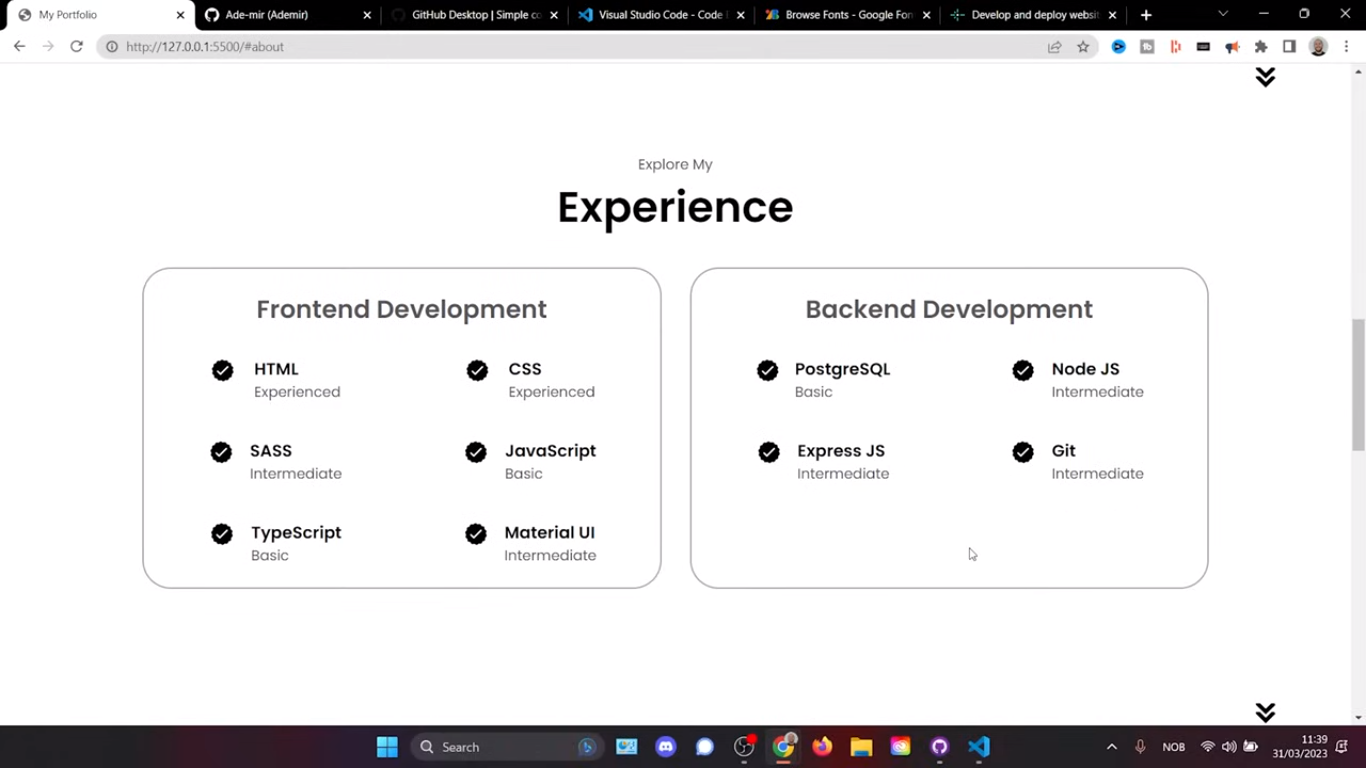 My Portfolio
Ade-mir (Ademir)
GitHub Desktop | Simple co
Visual Studio Code - Code
Browse Fonts - Google Fon
Develop and deploy websit
http://127.0.0.1:5500/#about
Explore My
Experience
Frontend Development
HTML
Experienced
CSS
Experienced
SASS
Intermediate
JavaScript
Basic
TypeScript
Basic
Material UI
Intermediate
Backend Development
PostgreSQL
Basic
Node JS
Intermediate
Express JS
Intermediate
Git
Intermediate
Search
NOB
11:39
31/03/2023